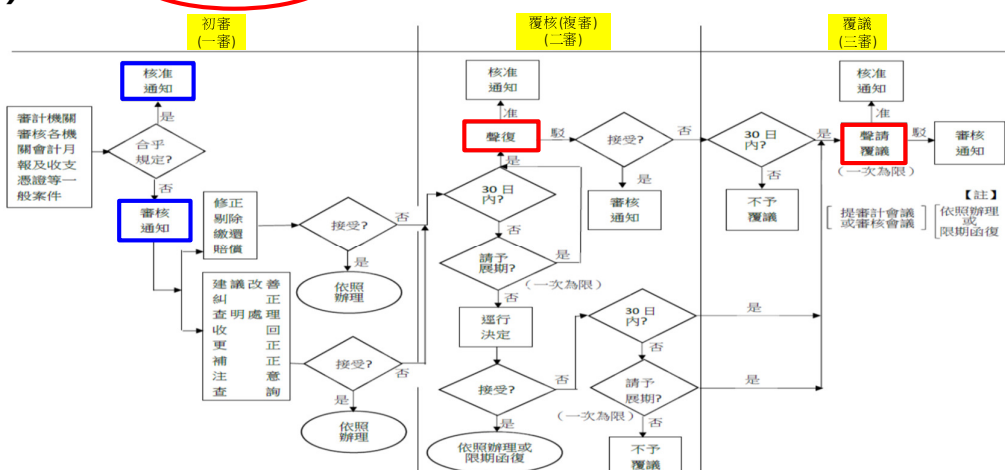 初審
(一審)
覆核(複審)
(二審)
覆議
(三審)
審計機關
審核各機
關會計月
報及收支
憑證等一
般案件
合乎
規定?
是
核准
通知
否
審核
通知
修正
剔除
繳還
賠償
接受?
否
是
依照
辦理
建議改善
糾正
查明處理
收回
更正
補正
注意
查詢
接受?
否
是
依照
辦理
核准
通知
准
聲復
駁
接受?
否
是
審核
通知
是
30日
內?
否
請予
展期?
是
(一次為限)
否
逕行
決定
接受?
否
是
依照辦理或
限期函復
30日
內?
是
否
請予
展期?
是
(一次為限)
否
不予
覆議
30日
內?
是
否
不予
覆議
核准
通知
准
聲請
覆議
駁
審核
通知
(一次為限)
【註】
提審計會議
或審核會議
依照辦理
或
限期函復